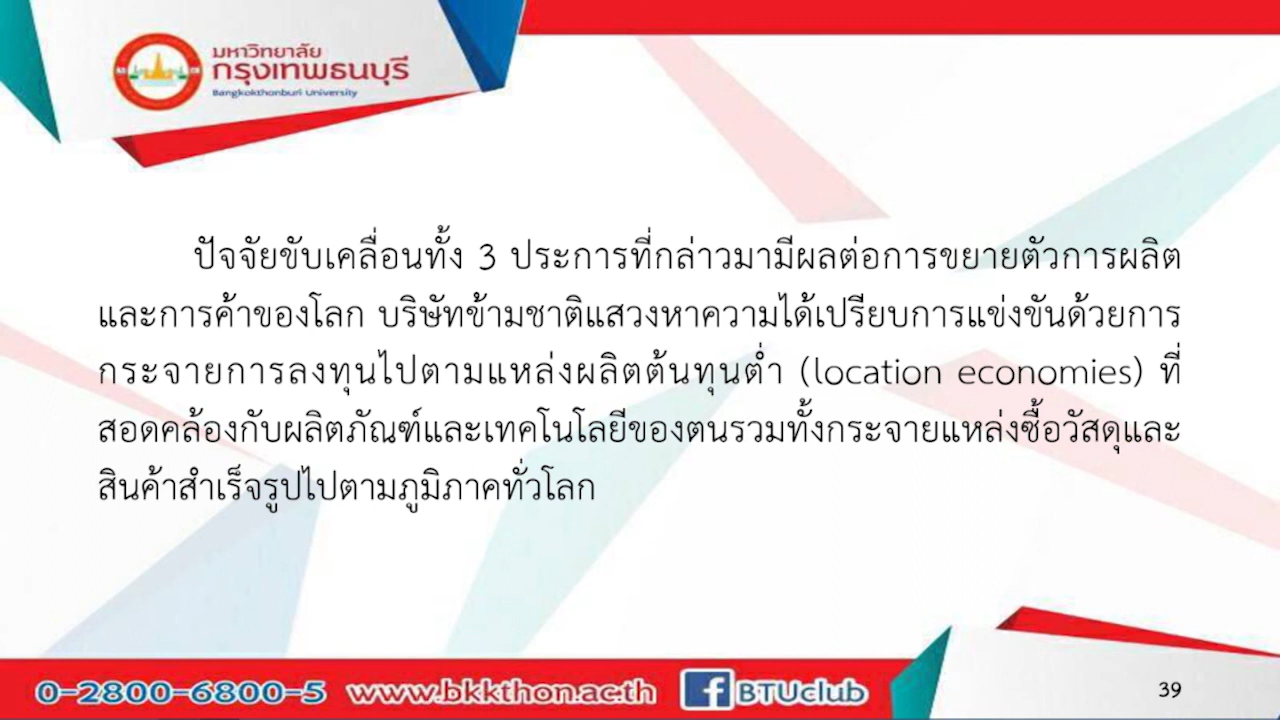 มหาวิทยาลัย
กรุงเทพธนบุรี
Bangkokthonburi University
ปัจจัยขับเคลื่อนทั้ง 3 ประการที่กล่าวมามีผลต่อการขยายตัวการผลิต
และการค้าของโลก บริษัทข้ามชาติแสวงหาความได้เปรียบการแข่งขันด้วยการ
กระจายการลงทุนไปตามแหล่งผลิตต้นทุนต่ำ (location economies) ที่
สอดคล้องกับผลิตภัณฑ์และเทคโนโลยีของตนรวมทั้งกระจายแหล่งซื้อวัสดุและ
สินค้าสำเร็จรูปไปตามภูมิภาคทั่วโลก
0-2800-6800-5 www.bkkthon.ac.th f BTUclub 39